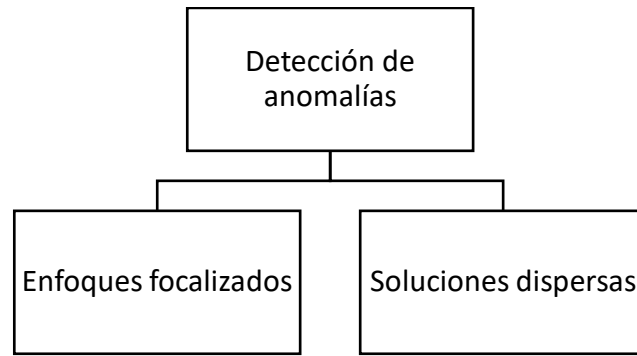 Detección de
anomalías
Enfoques focalizados
Soluciones dispersas